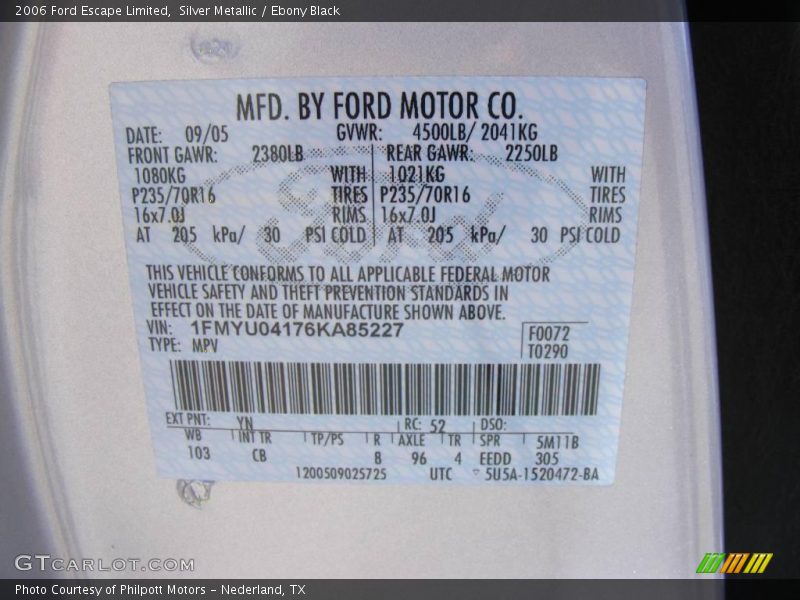 2006 Ford Escape Limited, Silver Metallic / Ebony Black
MFD. BY FORD MOTOR CO.
DATE: 09/05 GVWR: 4500LB/ 2041KG
FRONT GAWR: 2380LB REAR GAWR: 2250LB
1080KG WITH 1021KG WITH
P235/70R16 TIRES P235/70R16 TIRES
16x7.0J RIMS 16x7.0J RIMS
AT 205 kPa/ 30 PSI COLD AT 205 kPa/ 30 PSI COLD
Ford
THIS VEHICLE CONFORMS TO ALL APPLICABLE FEDERAL MOTOR
VEHICLE SAFETY AND THEFT PREVENTION STANDARDS IN
EFFECT ON THE DATE OF MANUFACTURE SHOWN ABOVE.
VIN: 1FMYU04176KA85227
TYPE: MPV
F0072
T0290
EXT PNT: YN RC: 52 DSO:
WB INT TR TP/PS R AXLE TR SPR 5M11B
103 CB 8 96 4 EEDD 305
1200509025725 UTC 5U5A-1520472-BA
GTCARLOT.COM
Photo Courtesy of Philpott Motors - Nederland, TX